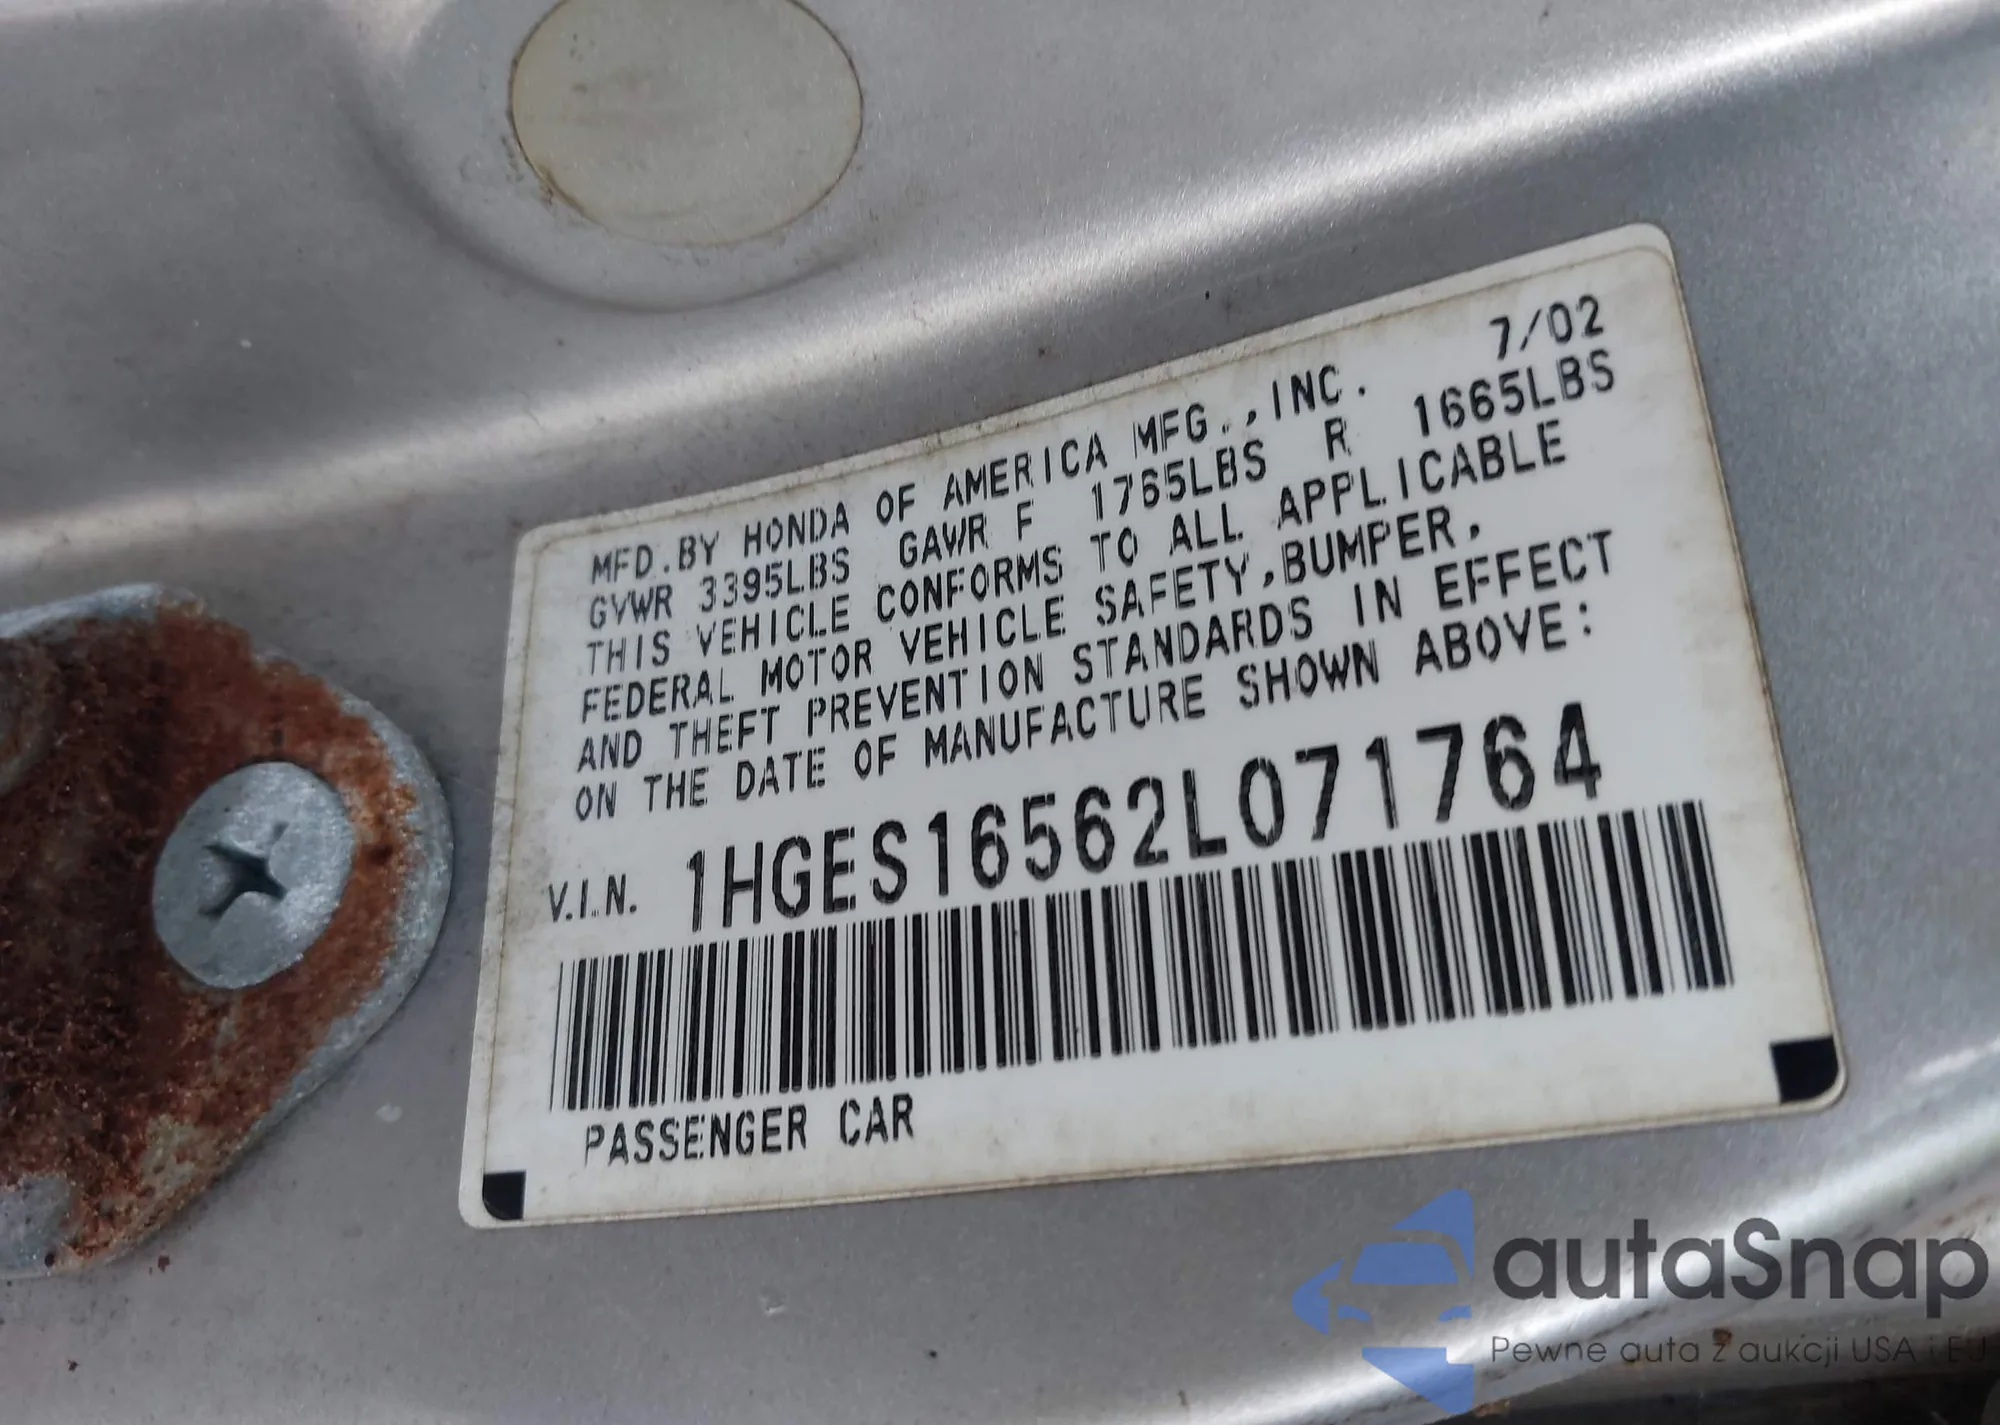 7/02
MFD.BY HONDA OF AMERICA MFG.,INC.
GVWR 3395LBS GAWR F 1765LBS R 1665LBS
THIS VEHICLE CONFORMS TO ALL APPLICABLE
FEDERAL MOTOR VEHICLE SAFETY,BUMPER,
AND THEFT PREVENTION STANDARDS IN EFFECT
ON THE DATE OF MANUFACTURE SHOWN ABOVE:
V.I.N. 1HGES16562L071764
PASSENGER CAR
autaSnap
Pewne auta z aukcji USA i EU